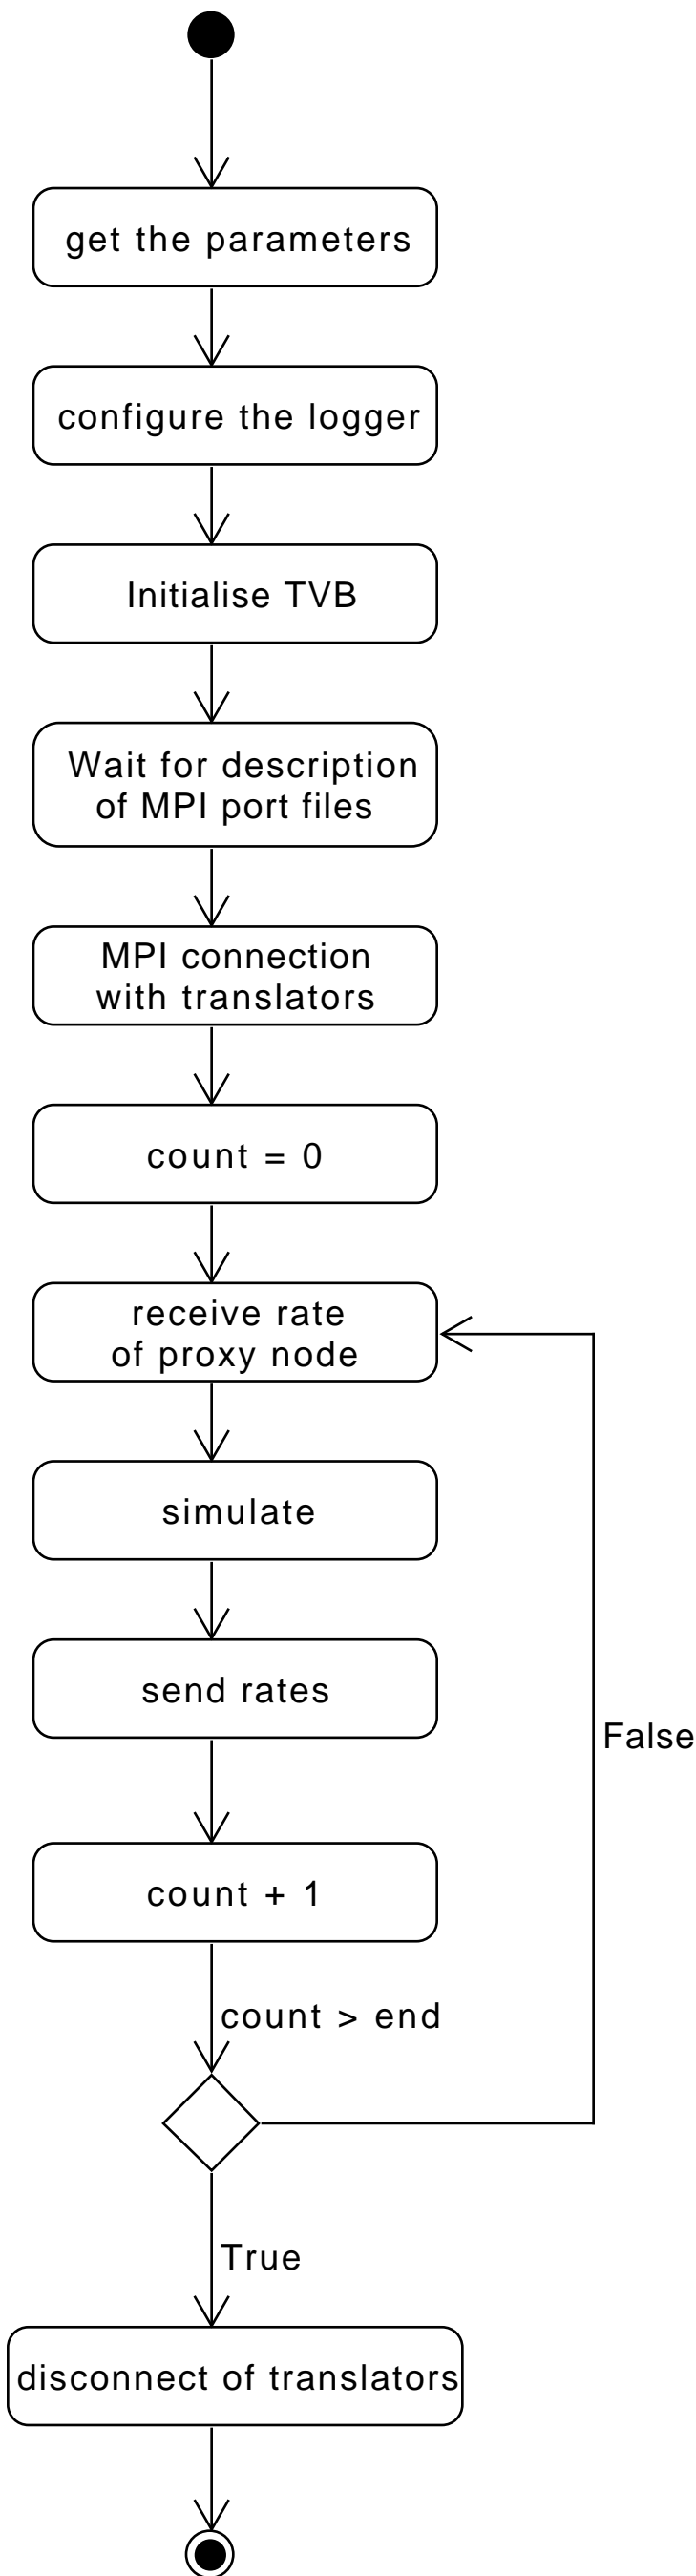 get the parameters
configure the logger
Initialise TVB
Wait for description
of MPI port files
MPI connection
with translators
count = 0
receive rate
of proxy node
simulate
send rates
False
count + 1
count > end
True
disconnect of translators